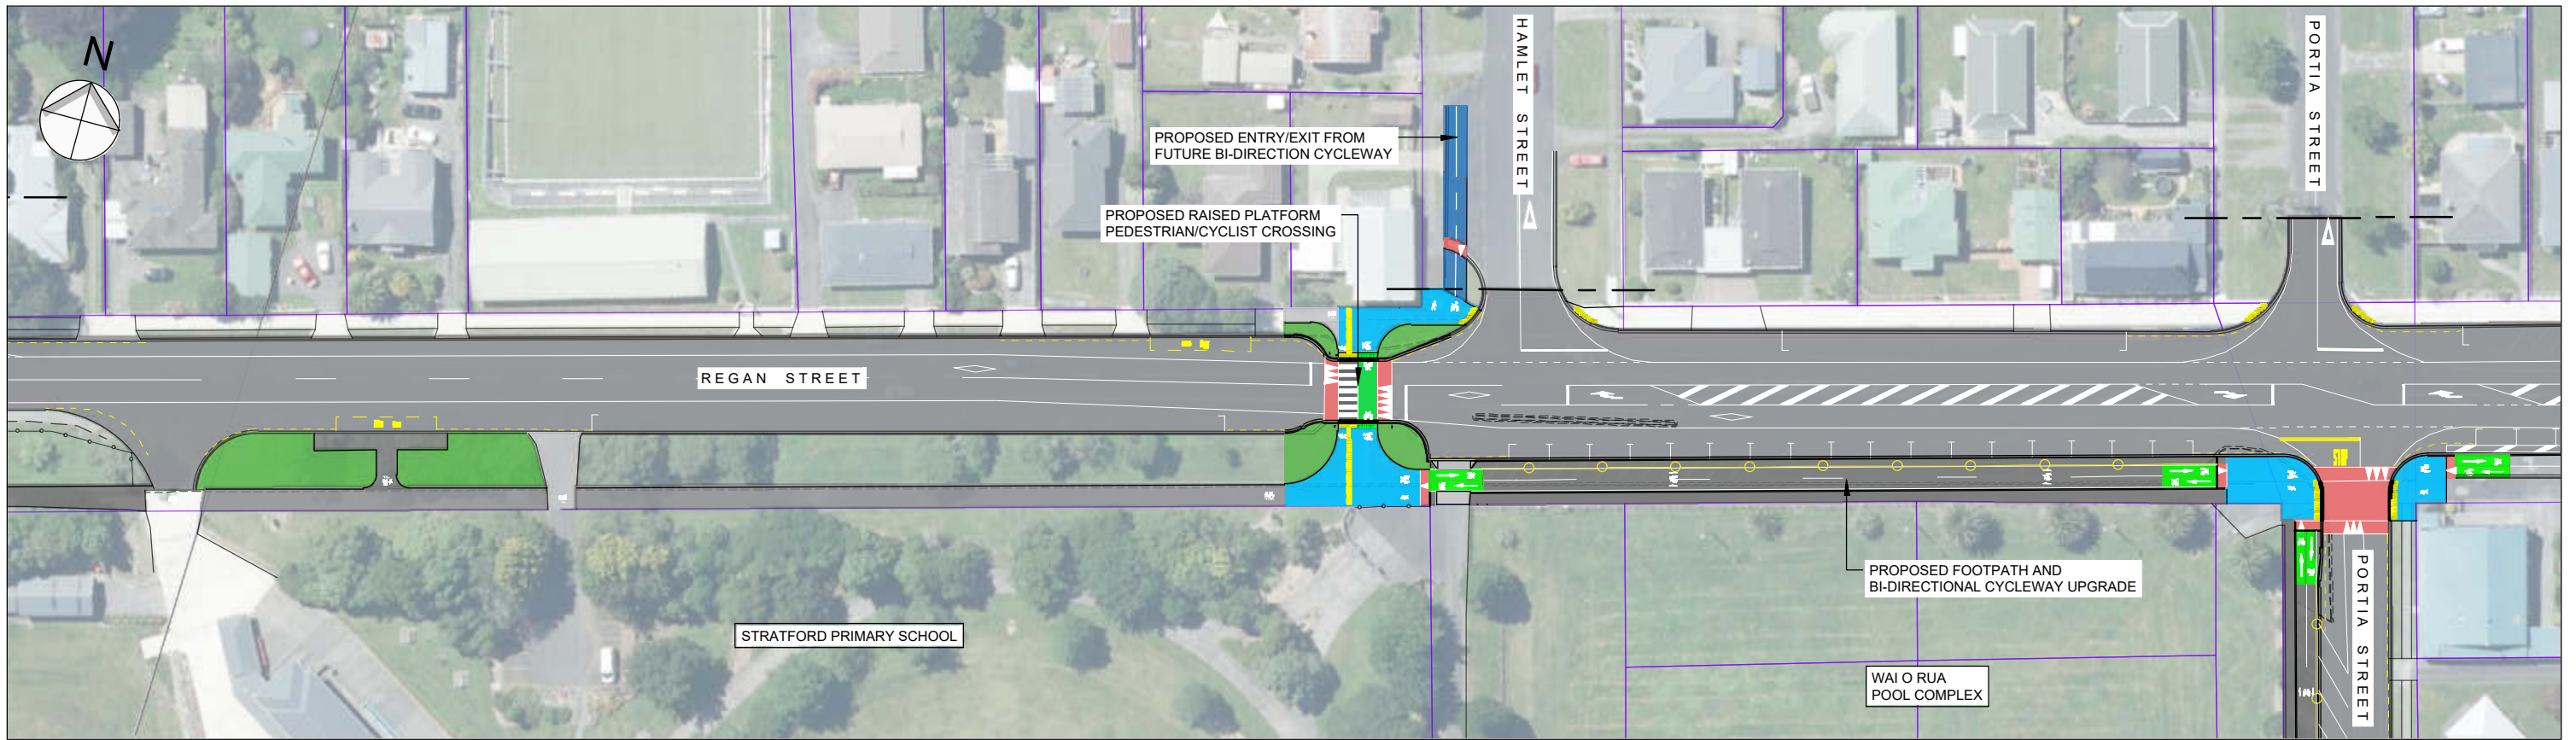 N
HAMLET STREET
PORTIA STREET
PROPOSED ENTRY/EXIT FROM
FUTURE BI-DIRECTION CYCLEWAY
PROPOSED RAISED PLATFORM
PEDESTRIAN/CYCLIST CROSSING
REGAN STREET
PROPOSED FOOTPATH AND
BI-DIRECTIONAL CYCLEWAY UPGRADE
PORTIA STREET
STRATFORD PRIMARY SCHOOL
WAI O RUA
POOL COMPLEX